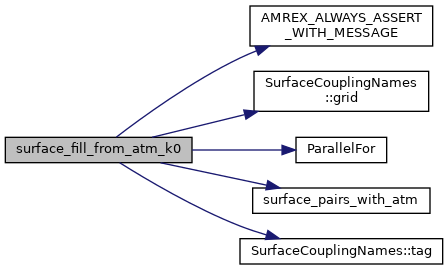 AMREX_ALWAYS_ASSERT
_WITH_MESSAGE
SurfaceCouplingNames
::grid
surface_fill_from_atm_k0
ParallelFor
surface_pairs_with_atm
SurfaceCouplingNames::tag